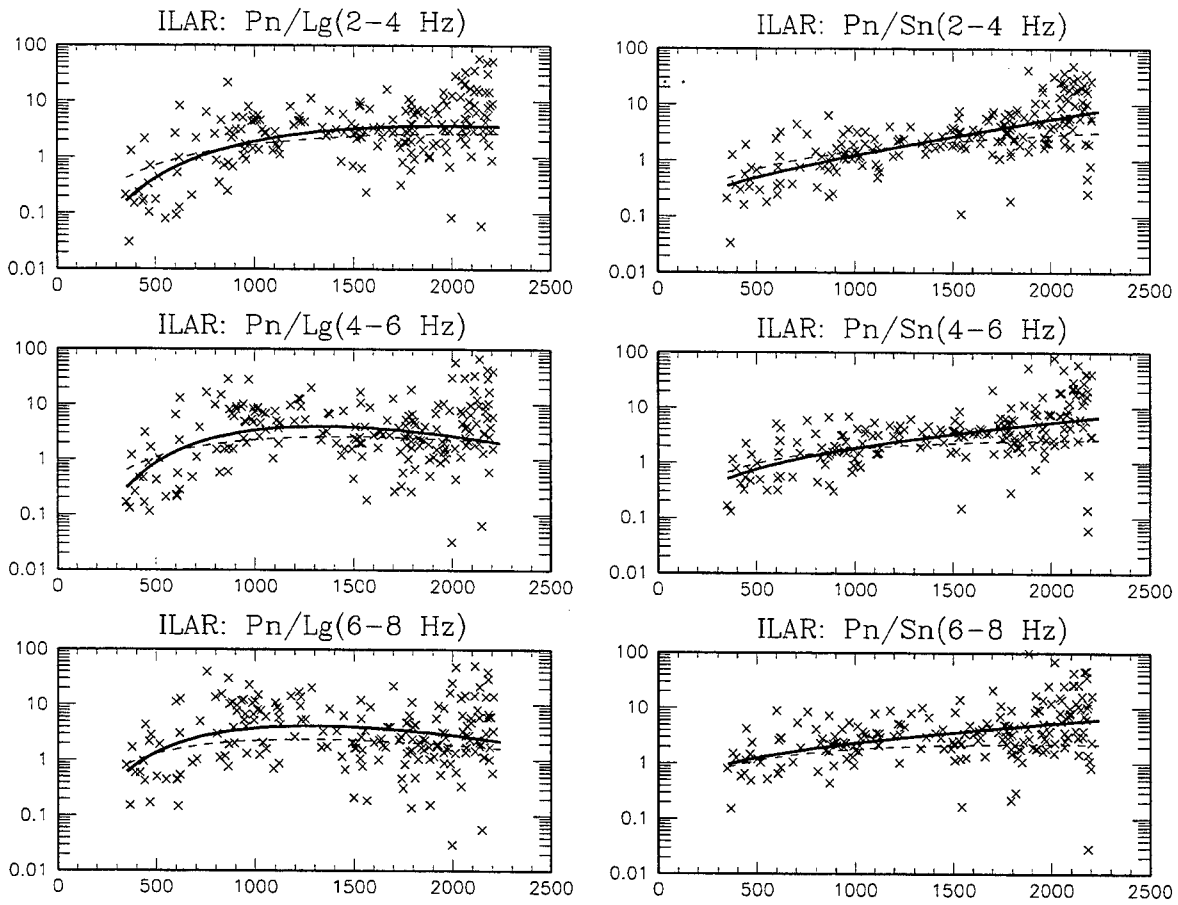 ILAR: Pn/Lg(2-4 Hz)
100
10
1
0.1
0.01
0 500 1000 1500 2000 2500
ILAR: Pn/Sn(2-4 Hz)
100
10
1
0.1
0.01
0 500 1000 1500 2000 2500
ILAR: Pn/Lg(4-6 Hz)
100
10
1
0.1
0.01
0 500 1000 1500 2000 2500
ILAR: Pn/Sn(4-6 Hz)
100
10
1
0.1
0.01
0 500 1000 1500 2000 2500
ILAR: Pn/Lg(6-8 Hz)
100
10
1
0.1
0.01
0 500 1000 1500 2000 2500
ILAR: Pn/Sn(6-8 Hz)
100
10
1
0.1
0.01
0 500 1000 1500 2000 2500